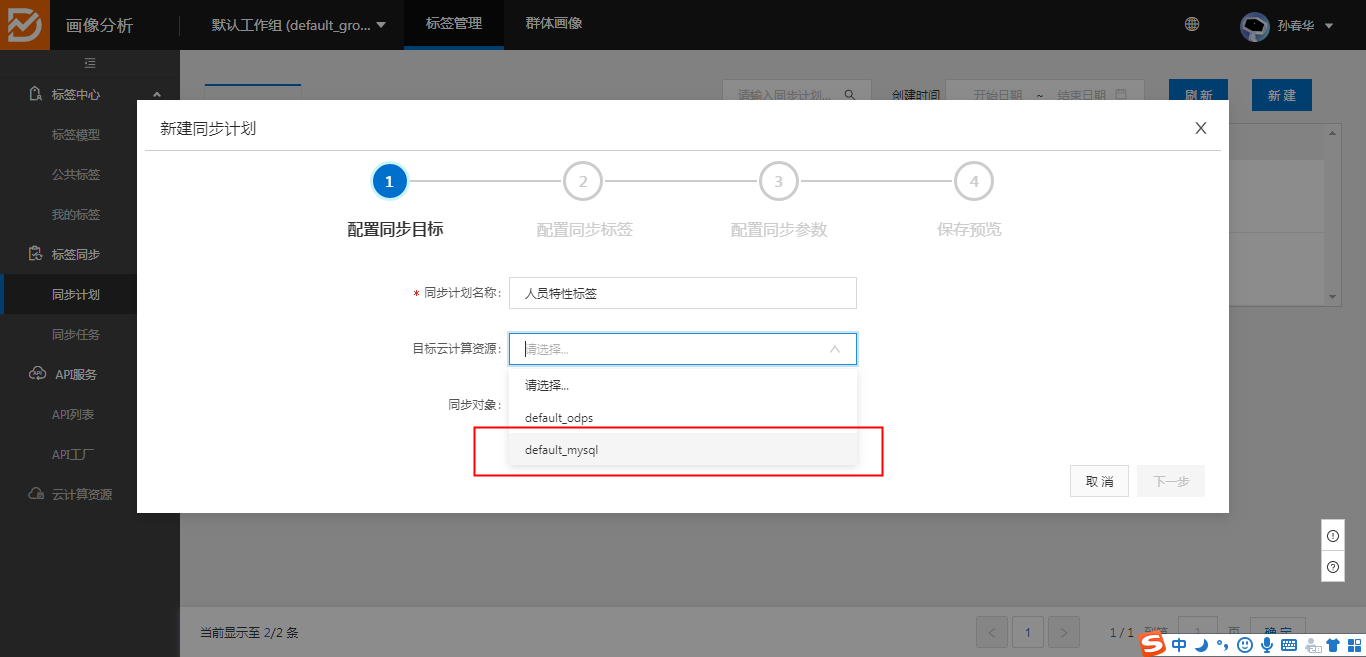 画像分析
默认工作组 (default_gro...
标签管理
群体画像
孙春华
标签中心
标签模型
公共标签
我的标签
标签同步
同步计划
同步任务
API服务
API列表
API工厂
云计算资源
请输入同步计划...
创建时间
开始日期
~
结束日期
刷 新
新 建
新建同步计划
1
2
3
4
配置同步目标
配置同步标签
配置同步参数
保存预览
* 同步计划名称:
人员特性标签
目标云计算资源:
请选择...
请选择...
同步对象:
default_odps
default_mysql
取 消
下一步
当前显示至 2/2 条
<
1
>
1 / 1
到第
1
页
确 定
中